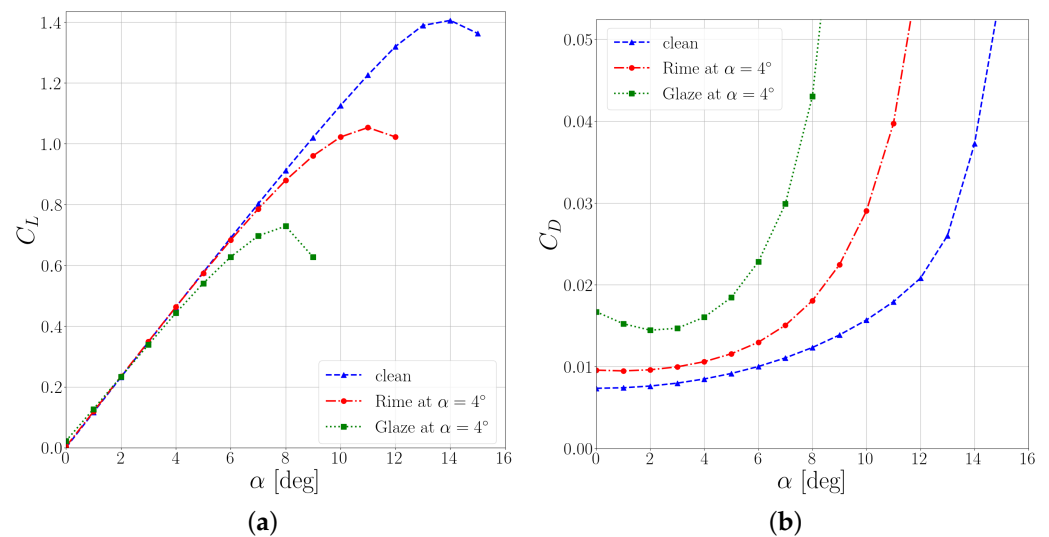 1.4
1.2
1.0
0.8
0.6
0.4
0.2
0.0
C_L
0 2 4 6 8 10 12 14 16
α [deg]
clean
Rime at α = 4°
Glaze at α = 4°
(a)
0.05
0.04
0.03
0.02
0.01
0.00
C_D
0 2 4 6 8 10 12 14 16
α [deg]
clean
Rime at α = 4°
Glaze at α = 4°
(b)